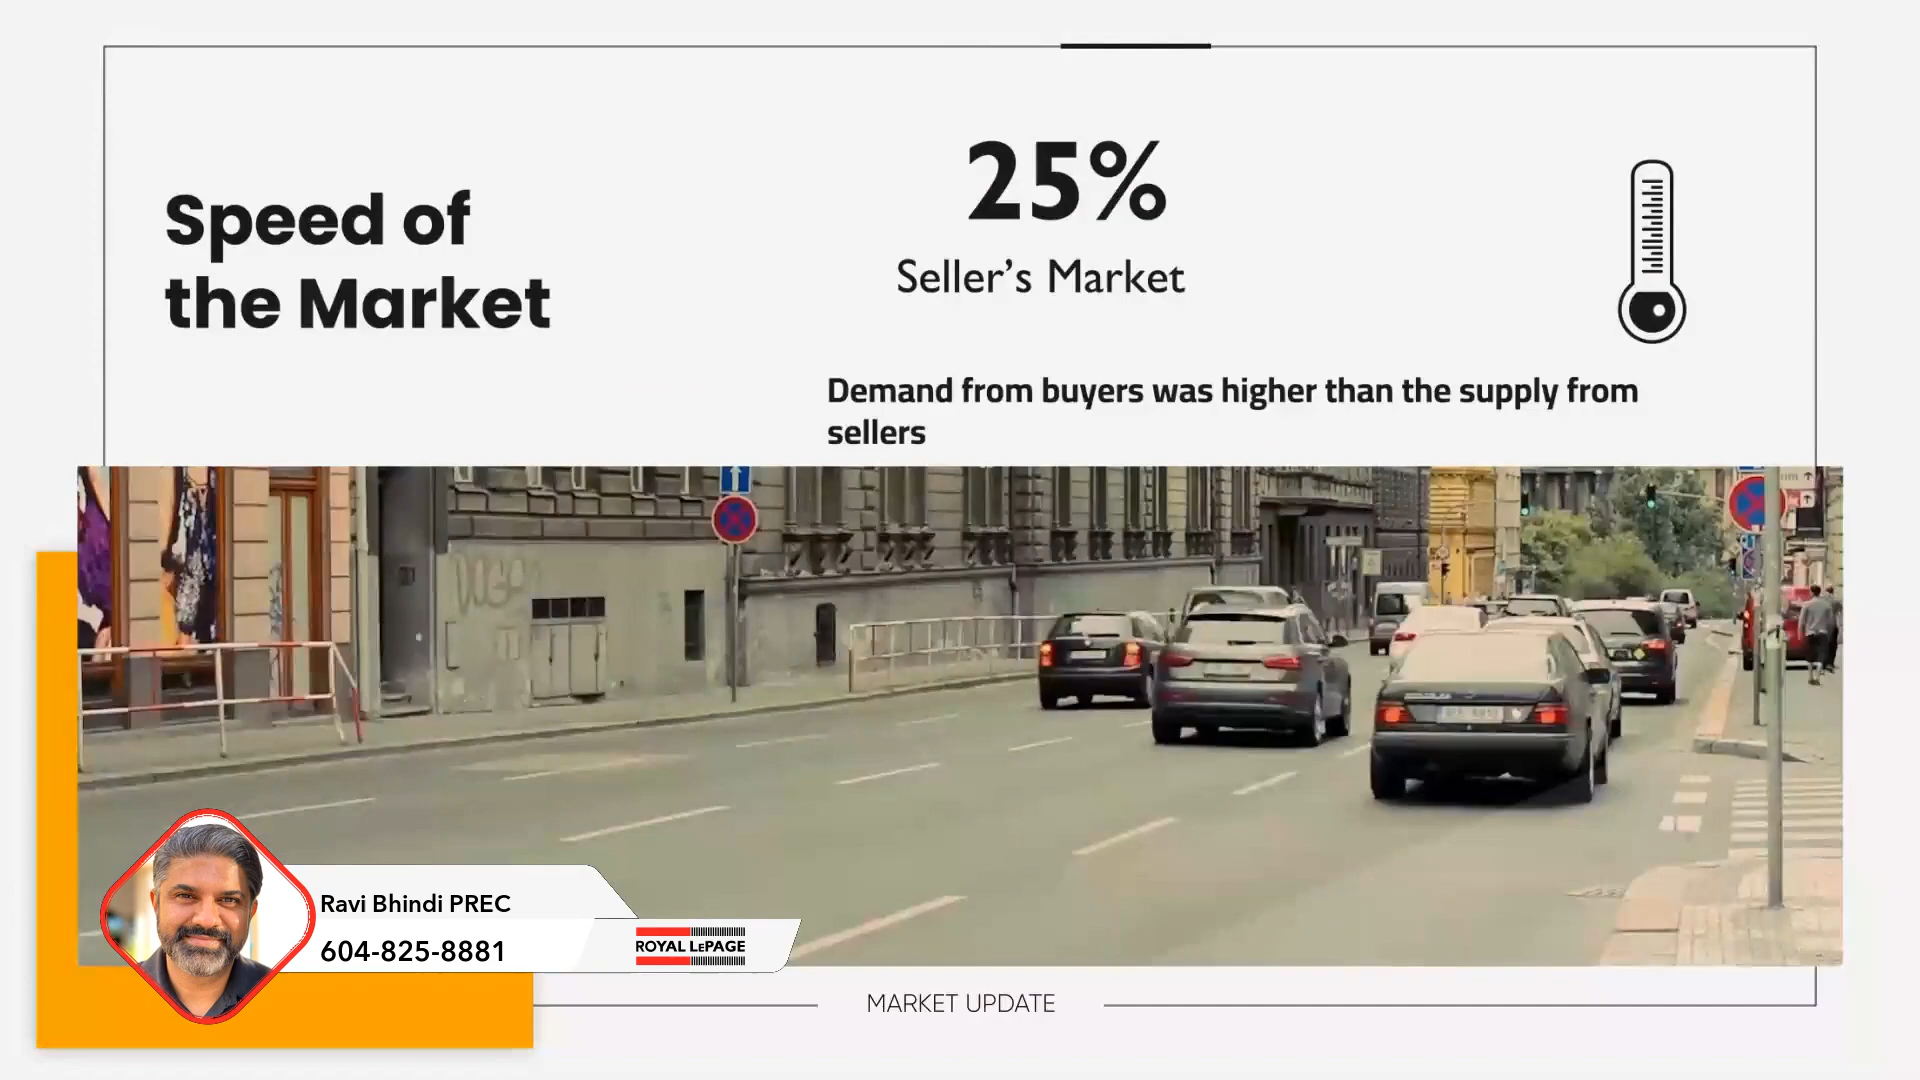 25%
Speed of
the Market
Seller's Market
Demand from buyers was higher than the supply from
sellers
Ravi Bhindi PREC
604-825-8881
ROYAL LEPAGE
MARKET UPDATE